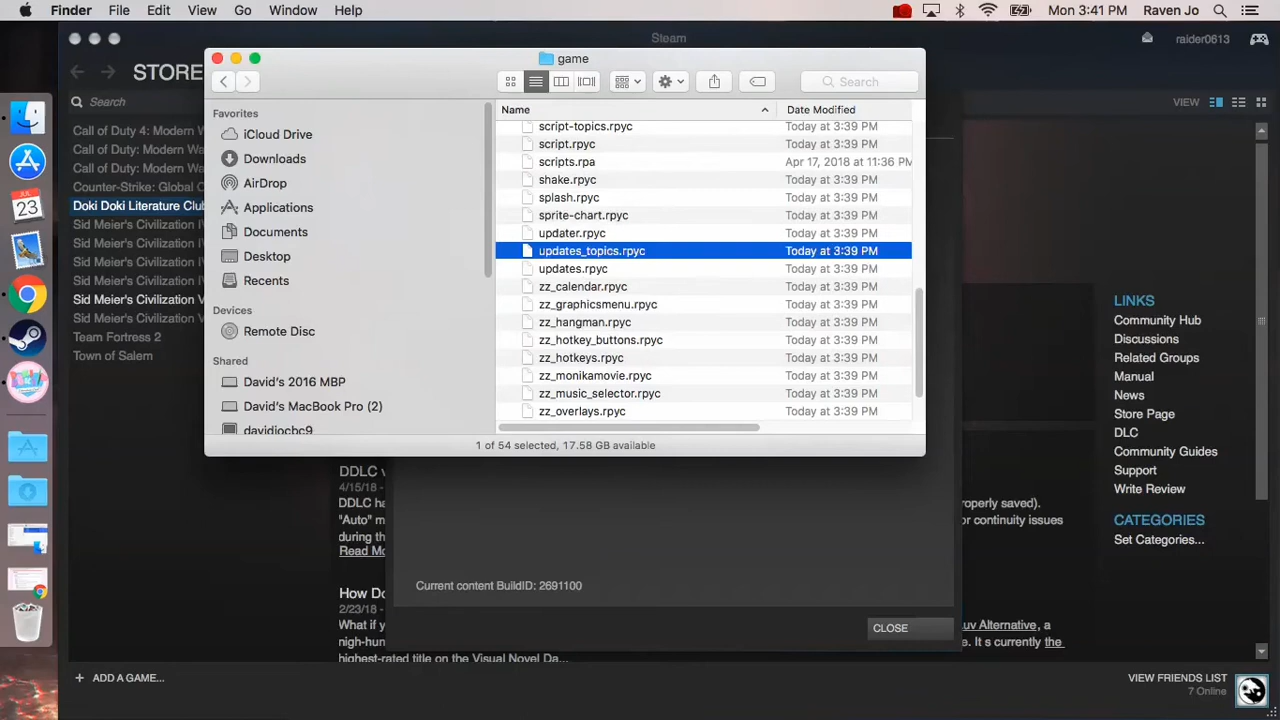 Finder File Edit View Go Window Help Mon 3:41 PM Raven Jo
Steam
raider0613
STORE
Search
VIEW
Call of Duty 4: Modern W
Call of Duty: Modern Wa
Call of Duty: Modern Wa
Counter-Strike: Global O
Doki Doki Literature Club
Sid Meier's Civilization IV
Sid Meier's Civilization IV
Sid Meier's Civilization IV
Sid Meier's Civilization IV
Sid Meier's Civilization V
Sid Meier's Civilization V
Team Fortress 2
Town of Salem
game
Search
Favorites
iCloud Drive
Downloads
AirDrop
Applications
Documents
Desktop
Recents
Devices
Remote Disc
Shared
David's 2016 MBP
David's MacBook Pro (2)
davidiocbc9
Name Date Modified
script-topics.rpyc Today at 3:39 PM
script.rpyc Today at 3:39 PM
scripts.rpa Apr 17, 2018 at 11:36 PM
shake.rpyc Today at 3:39 PM
splash.rpyc Today at 3:39 PM
sprite-chart.rpyc Today at 3:39 PM
updater.rpyc Today at 3:39 PM
updates_topics.rpyc Today at 3:39 PM
updates.rpyc Today at 3:39 PM
zz_calendar.rpyc Today at 3:39 PM
zz_graphicsmenu.rpyc Today at 3:39 PM
zz_hangman.rpyc Today at 3:39 PM
zz_hotkey_buttons.rpyc Today at 3:39 PM
zz_hotkeys.rpyc Today at 3:39 PM
zz_monikamovie.rpyc Today at 3:39 PM
zz_music_selector.rpyc Today at 3:39 PM
zz_overlays.rpyc Today at 3:39 PM
1 of 54 selected, 17.58 GB available
LINKS
Community Hub
Discussions
Related Groups
Manual
News
Store Page
DLC
Community Guides
Support
Write Review
CATEGORIES
Set Categories...
JUL
23
DDLC v
4/15/18 -
DDLC ha roperly saved).
"Auto" m or continuity issues
during the
Read Mo
Current content BuildID: 2691100
How Do
2/23/18 -
CLOSE
What if y uv Alternative, a
nigh-hun e. It s currently the
highest-rated title on the Visual Novel Da...
+ ADD A GAME...
VIEW FRIENDS LIST
7 Online